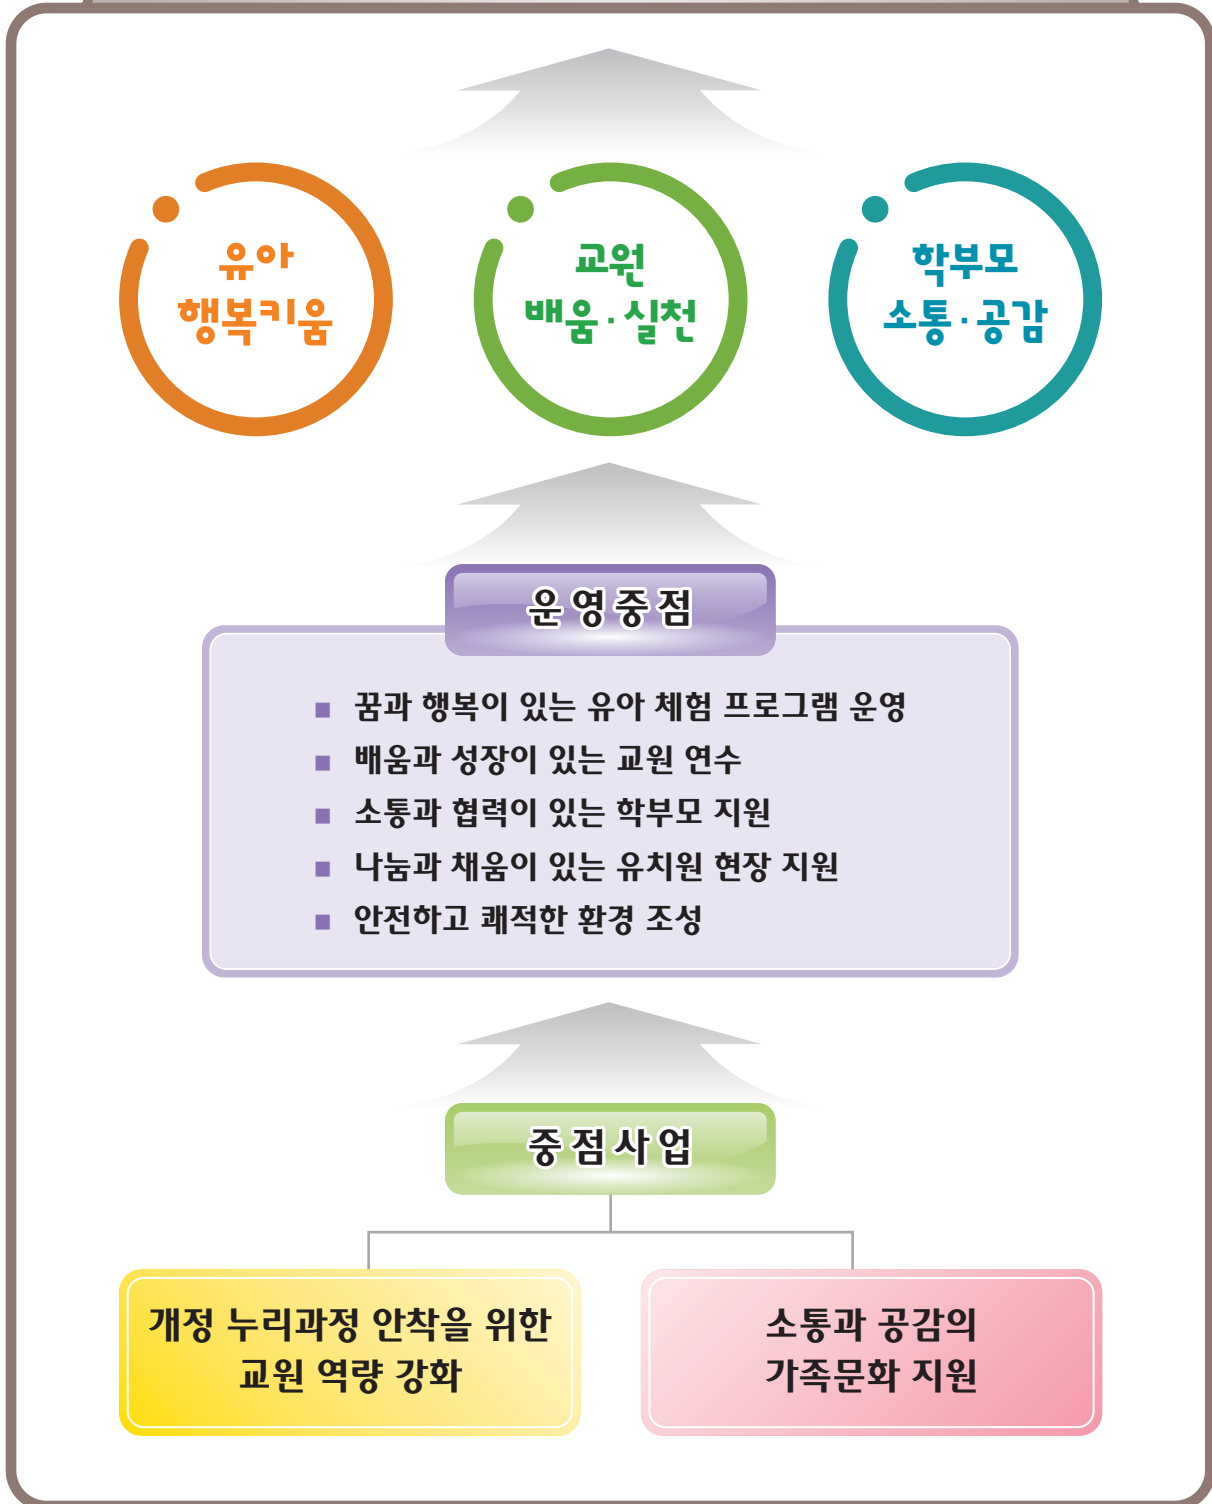 유아
행복키움
교원
배움·실천
학부모
소통·공감
운영중점
■ 꿈과 행복이 있는 유아 체험 프로그램 운영
■ 배움과 성장이 있는 교원 연수
■ 소통과 협력이 있는 학부모 지원
■ 나눔과 채움이 있는 유치원 현장 지원
■ 안전하고 쾌적한 환경 조성
중점사업
개정 누리과정 안착을 위한
교원 역량 강화
소통과 공감의
가족문화 지원